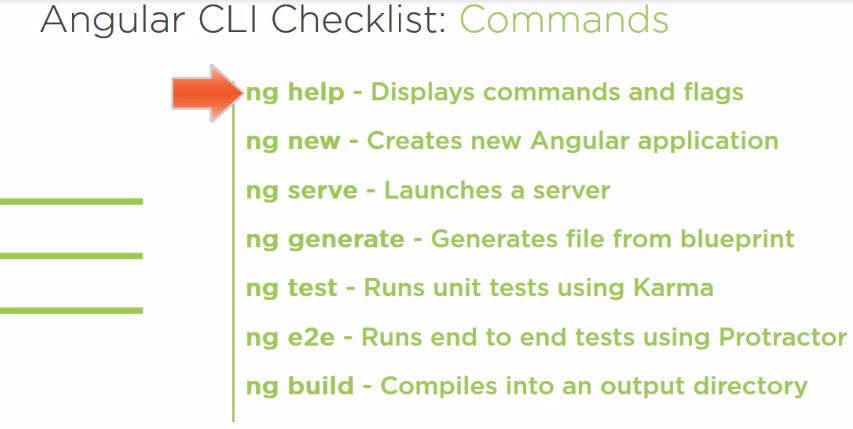 Angular CLI Checklist: Commands
ng help - Displays commands and flags
ng new - Creates new Angular application
ng serve - Launches a server
ng generate - Generates file from blueprint
ng test - Runs unit tests using Karma
ng e2e - Runs end to end tests using Protractor
ng build - Compiles into an output directory